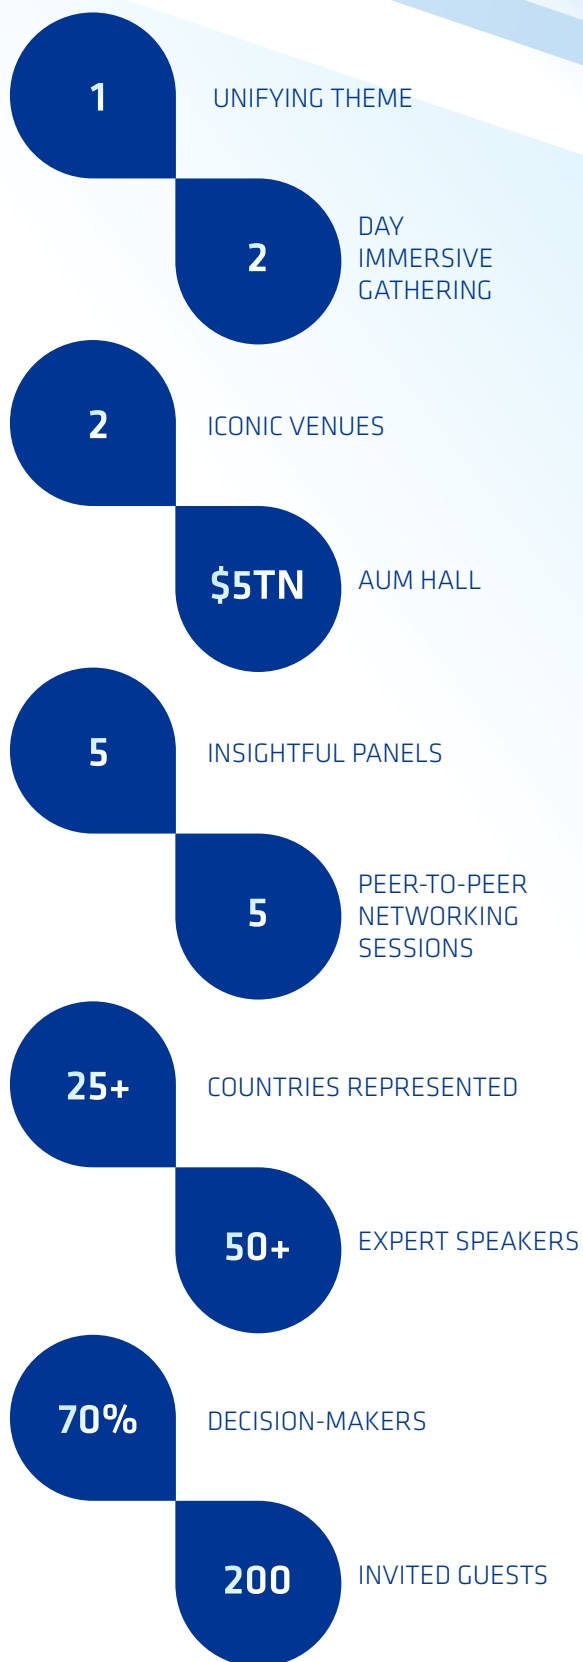 1
UNIFYING THEME
2
DAY
IMMERSIVE
GATHERING
2
ICONIC VENUES
$5TN
AUM HALL
5
INSIGHTFUL PANELS
5
PEER-TO-PEER
NETWORKING
SESSIONS
25+
COUNTRIES REPRESENTED
50+
EXPERT SPEAKERS
70%
DECISION-MAKERS
200
INVITED GUESTS